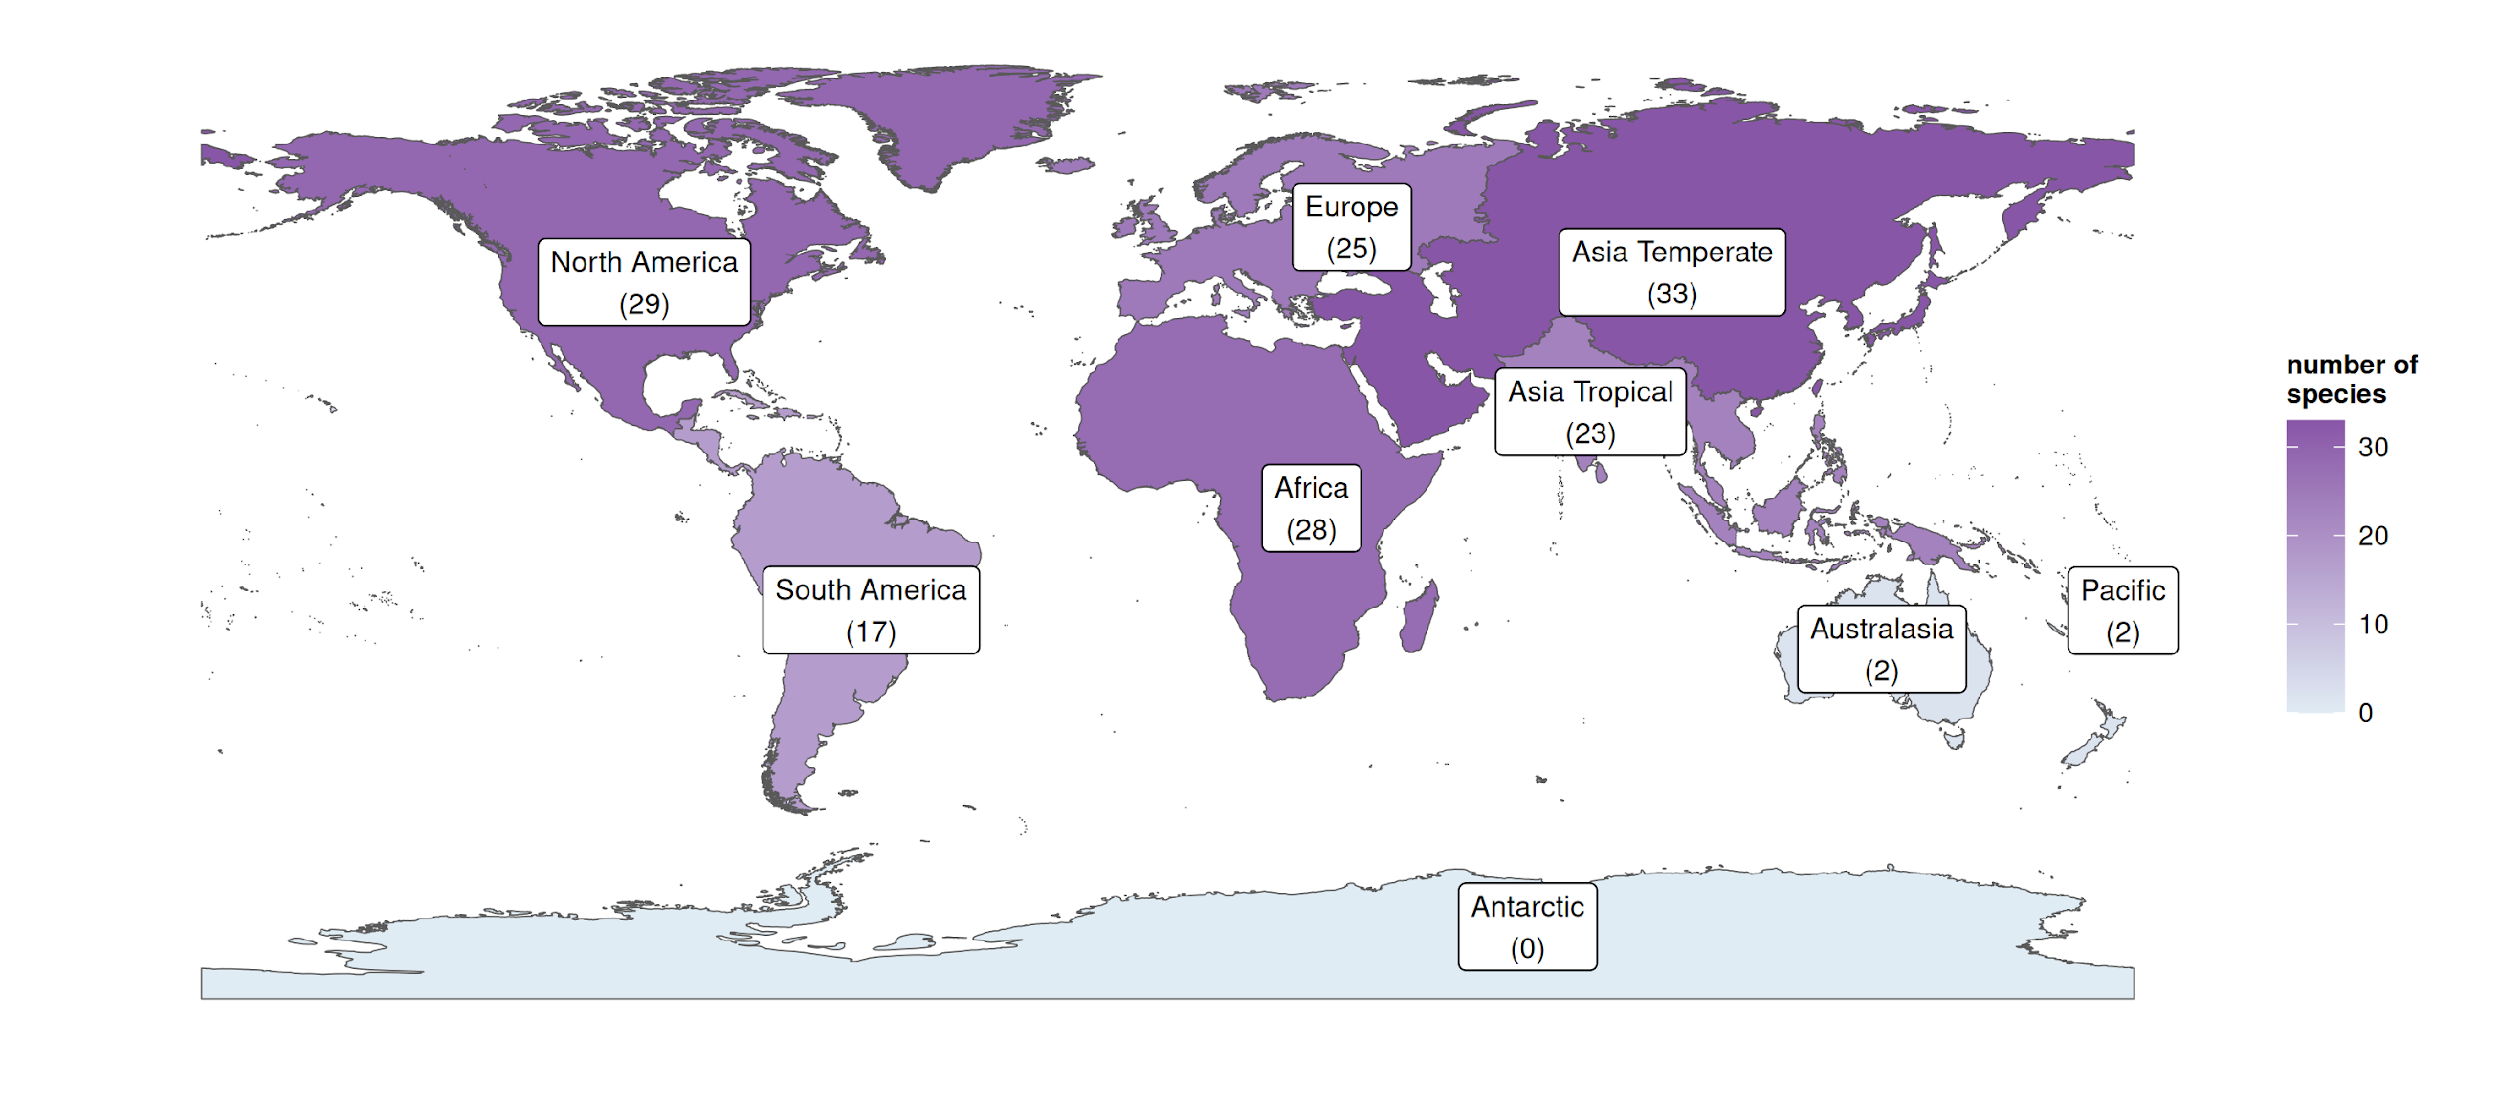 Europe
(25)
North America
(29)
Asia Temperate
(33)
Asia Tropical
(23)
Africa
(28)
South America
(17)
Pacific
(2)
Australasia
(2)
Antarctic
(0)
number of
species
30
20
10
0